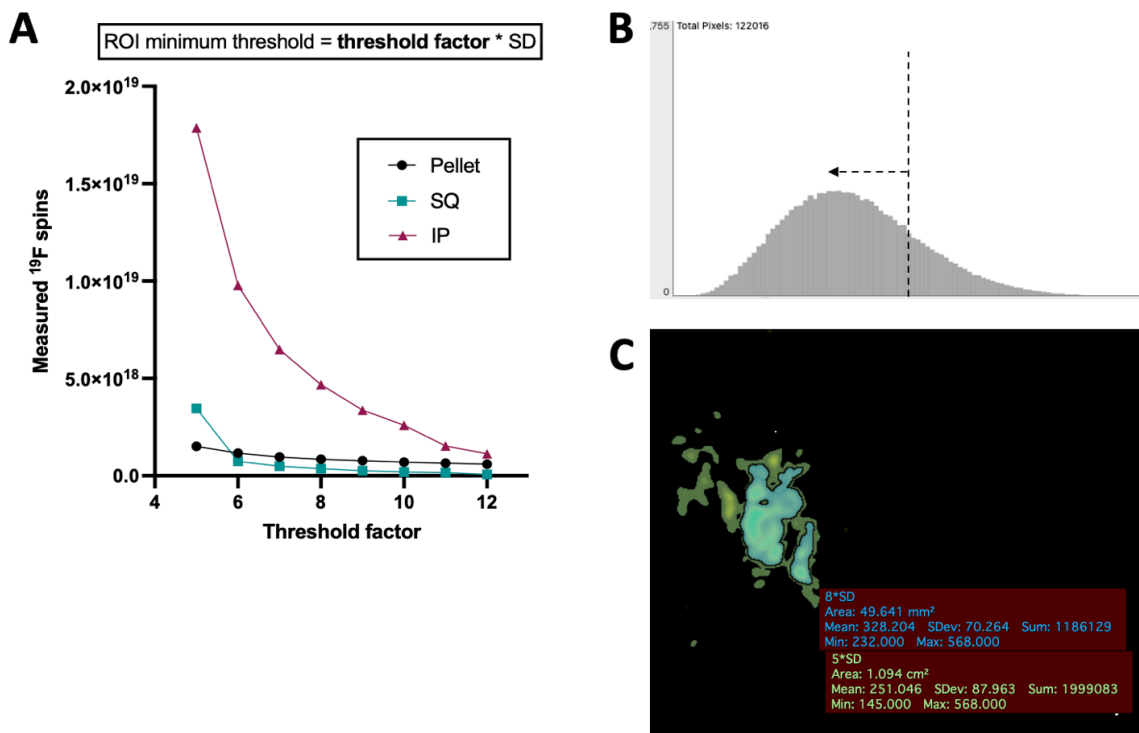 A
ROI minimum threshold = threshold factor * SD
2.0×10¹⁹
1.5×10¹⁹
1.0×10¹⁹
5.0×10¹⁸
0.0
Measured ¹⁹F spins
4
6
8
10
12
Threshold factor
Pellet
SQ
IP
B
,755 Total Pixels: 122016
0
C
8*SD
Area: 49.641 mm²
Mean: 328.204 SDev: 70.264 Sum: 1186129
Min: 232.000 Max: 568.000
5*SD
Area: 1.094 cm²
Mean: 251.046 SDev: 87.963 Sum: 1999083
Min: 145.000 Max: 568.000